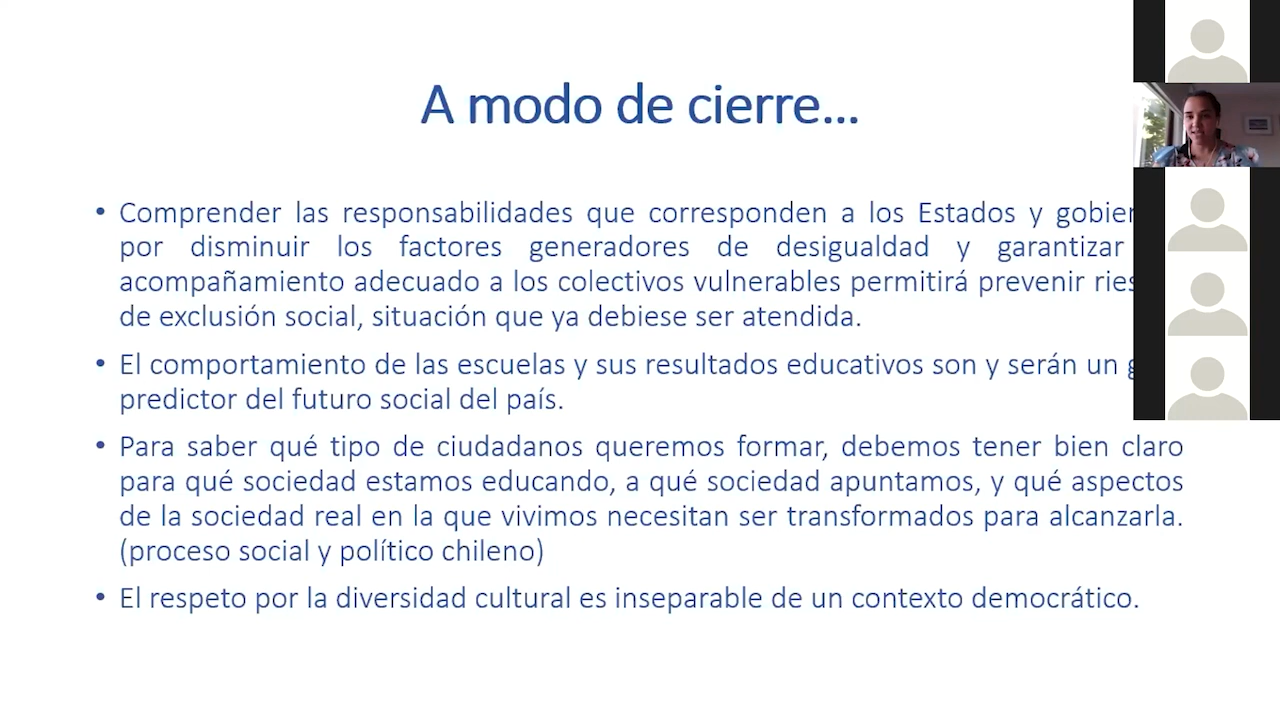 A modo de cierre...
• Comprender las responsabilidades que corresponden a los Estados y
por disminuir los factores generadores de desigualdad y garantizar
acompañamiento adecuado a los colectivos vulnerables permitirá prevenir
de exclusión social, situación que ya debiese ser atendida.
• El comportamiento de las escuelas y sus resultados educativos son y serán un
predictor del futuro social del país.
• Para saber qué tipo de ciudadanos queremos formar, debemos tener bien claro
para qué sociedad estamos educando, a qué sociedad apuntamos, y qué aspectos
de la sociedad real en la que vivimos necesitan ser transformados para alcanzarla.
(proceso social y político chileno)
• El respeto por la diversidad cultural es inseparable de un contexto democrático.